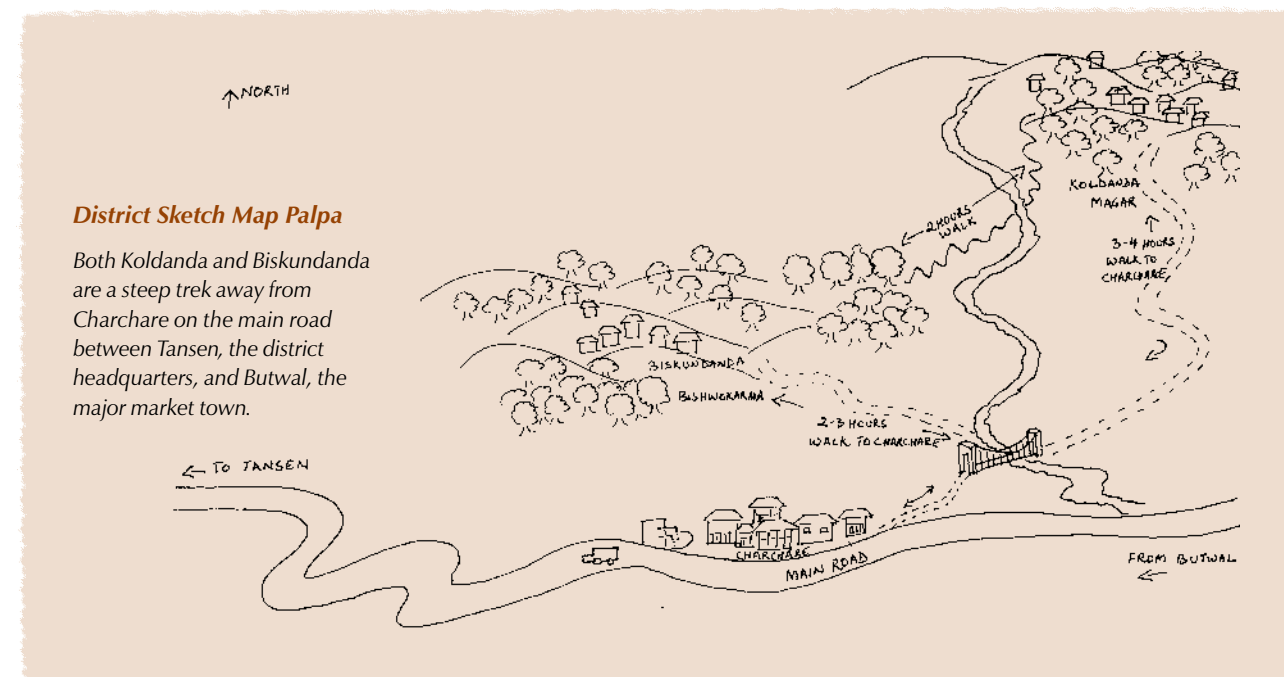 ↑ NORTH
District Sketch Map Palpa
Both Koldanda and Biskundanda
are a steep trek away from
Charchare on the main road
between Tansen, the district
headquarters, and Butwal, the
major market town.
KOLDANDA
MAGAR
2 HOURS
WALK
3-4 HOURS
WALK TO
CHARCHARE
BISKUNDANDA
BISHWOKARMA
2-3 HOURS
WALK TO CHARCHARE
← TO TANSEN
CHARCHARE
MAIN ROAD
FROM BUTWAL